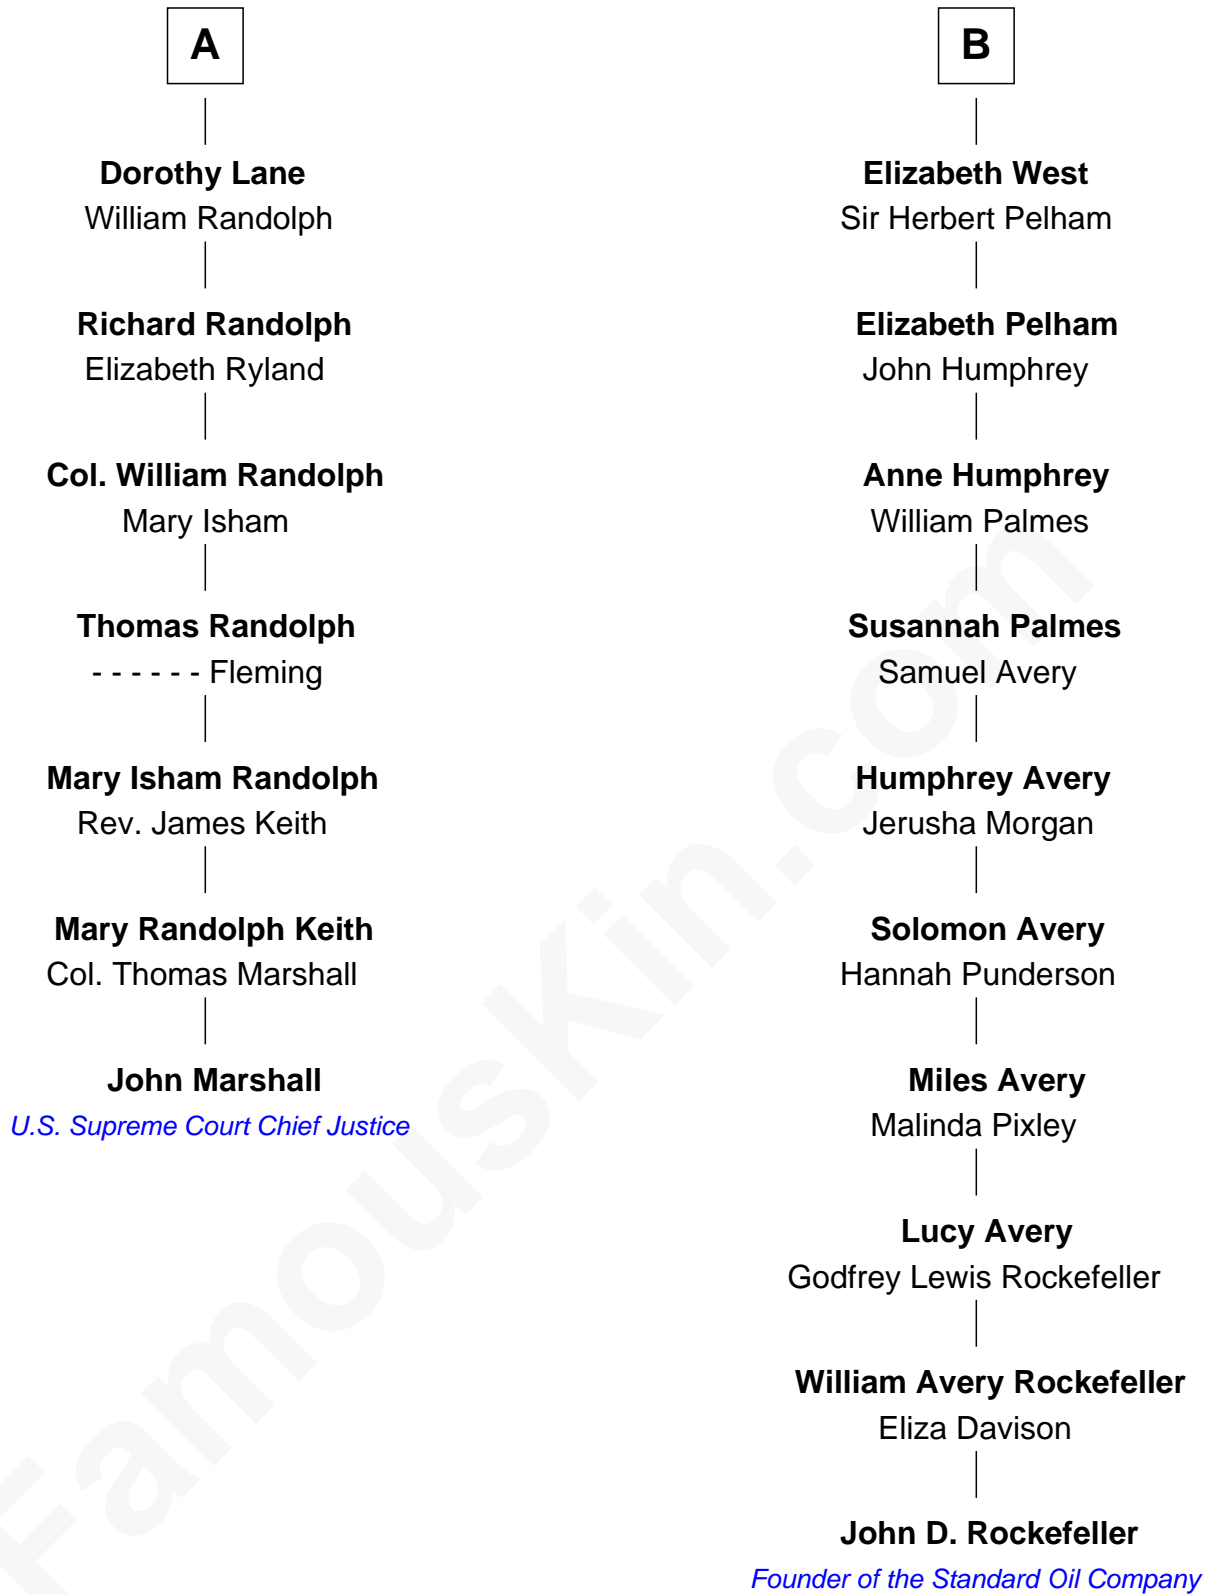 A
Dorothy Lane
William Randolph
Richard Randolph
Elizabeth Ryland
Col. William Randolph
Mary Isham
Thomas Randolph
- - - - - - Fleming
Mary Isham Randolph
Rev. James Keith
Mary Randolph Keith
Col. Thomas Marshall
John Marshall
U.S. Supreme Court Chief Justice
B
Elizabeth West
Sir Herbert Pelham
Elizabeth Pelham
John Humphrey
Anne Humphrey
William Palmes
Susannah Palmes
Samuel Avery
Humphrey Avery
Jerusha Morgan
Solomon Avery
Hannah Punderson
Miles Avery
Malinda Pixley
Lucy Avery
Godfrey Lewis Rockefeller
William Avery Rockefeller
Eliza Davison
John D. Rockefeller
Founder of the Standard Oil Company
FamousKin.com